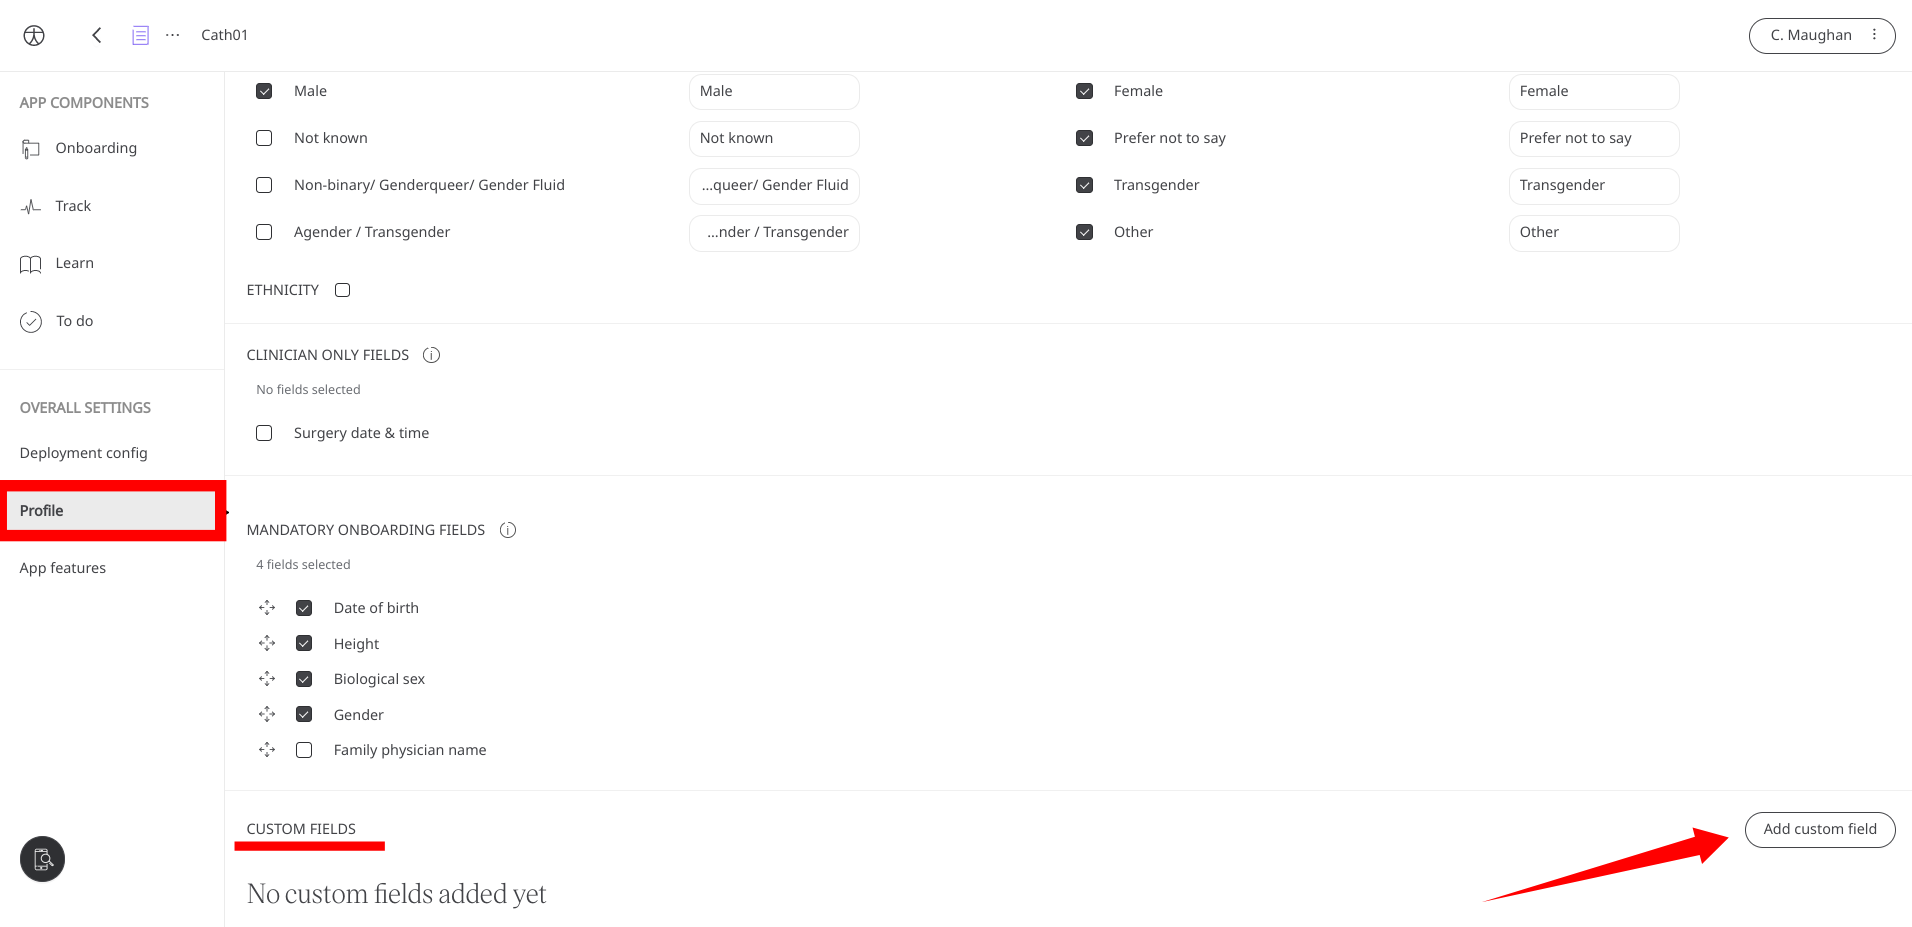 Cath01
C. Maughan
APP COMPONENTS
Onboarding
Track
Learn
To do
OVERALL SETTINGS
Deployment config
Profile
App features
Male
Male
Female
Female
Not known
Not known
Prefer not to say
Prefer not to say
Non-binary/ Genderqueer/ Gender Fluid
...queer/ Gender Fluid
Transgender
Transgender
Agender / Transgender
...nder / Transgender
Other
Other
ETHNICITY
CLINICIAN ONLY FIELDS
No fields selected
Surgery date & time
MANDATORY ONBOARDING FIELDS
4 fields selected
Date of birth
Height
Biological sex
Gender
Family physician name
CUSTOM FIELDS
Add custom field
No custom fields added yet